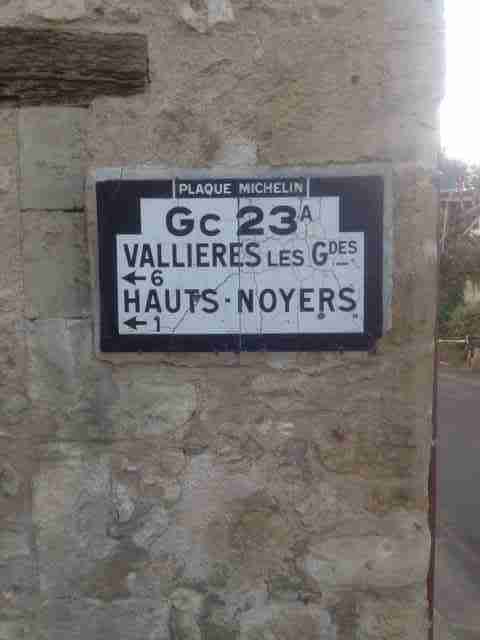 PLAQUE MICHELIN
Gc 23A
VALLIERES LES GDES
←6
HAUTS-NOYERS
←1